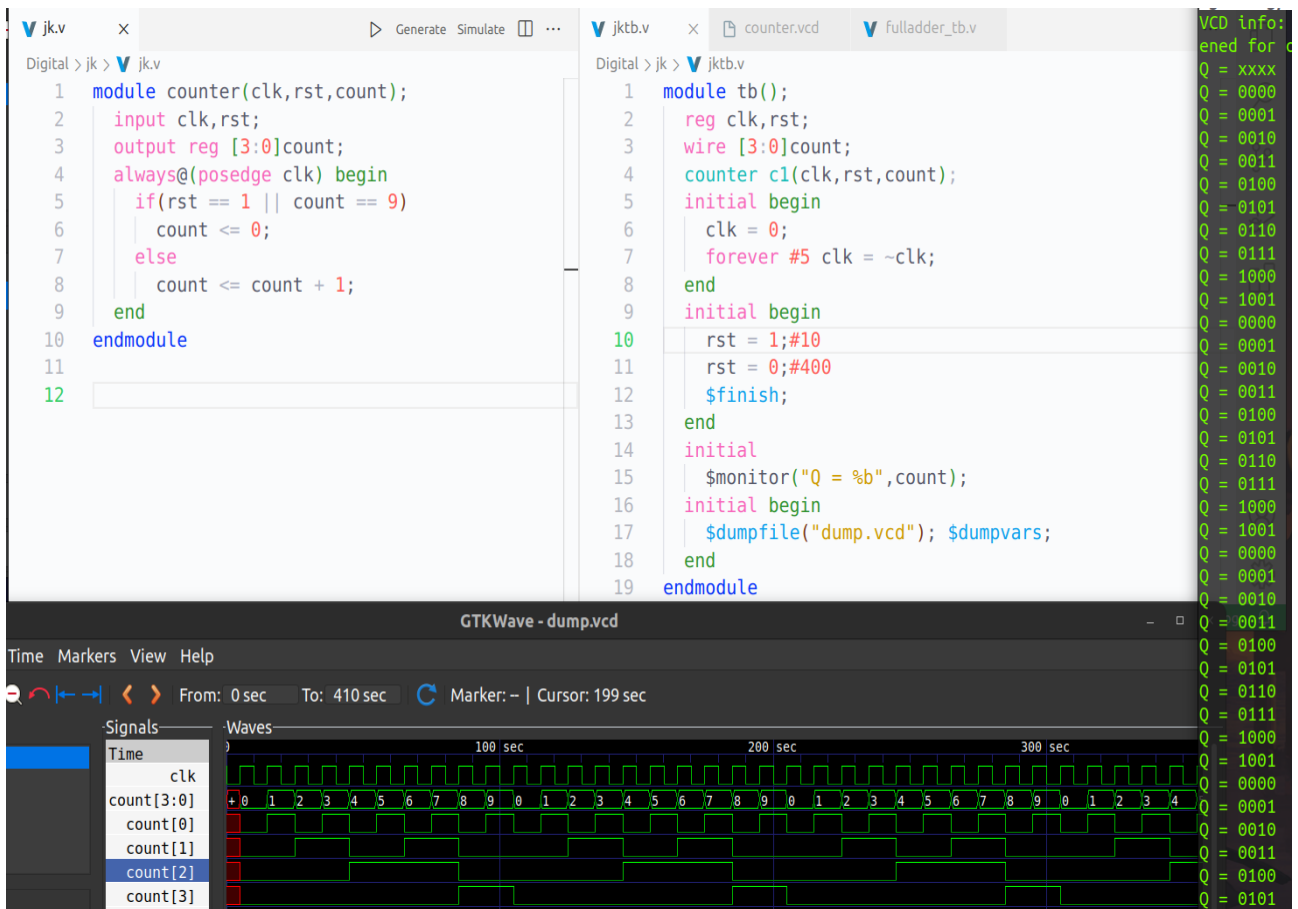 jk.v
Generate Simulate
Digital > jk > jk.v
1 module counter(clk,rst,count);
2 input clk,rst;
3 output reg [3:0]count;
4 always@(posedge clk) begin
5 if(rst == 1 || count == 9)
6 count <= 0;
7 else
8 count <= count + 1;
9 end
10 endmodule
11
12
jktb.v counter.vcd fulladder_tb.v
Digital > jk > jktb.v
1 module tb();
2 reg clk,rst;
3 wire [3:0]count;
4 counter c1(clk,rst,count);
5 initial begin
6 clk = 0;
7 forever #5 clk = ~clk;
8 end
9 initial begin
10 rst = 1;#10
11 rst = 0;#400
12 $finish;
13 end
14 initial
15 $monitor("Q = %b",count);
16 initial begin
17 $dumpfile("dump.vcd"); $dumpvars;
18 end
19 endmodule
VCD info:
ened for
Q = xxxx
Q = 0000
Q = 0001
Q = 0010
Q = 0011
Q = 0100
Q = 0101
Q = 0110
Q = 0111
Q = 1000
Q = 1001
Q = 0000
Q = 0001
Q = 0010
Q = 0011
Q = 0100
Q = 0101
Q = 0110
Q = 0111
Q = 1000
Q = 1001
Q = 0000
Q = 0001
Q = 0010
Q = 0011
Q = 0100
Q = 0101
Q = 0110
Q = 0111
Q = 1000
Q = 1001
Q = 0000
Q = 0001
Q = 0010
Q = 0011
Q = 0100
Q = 0101
GTKWave - dump.vcd
Time Markers View Help
From: 0 sec To: 410 sec Marker: -- | Cursor: 199 sec
Signals Waves
Time 0 100 sec 200 sec 300 sec
clk
count[3:0] + 0 1 2 3 4 5 6 7 8 9 0 1 2 3 4 5 6 7 8 9 0 1 2 3 4 5 6 7 8 9 0 1 2 3 4
count[0]
count[1]
count[2]
count[3]